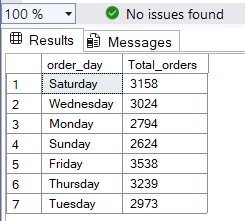 100 % No issues found
Results Messages
order_day Total_orders
1 Saturday 3158
2 Wednesday 3024
3 Monday 2794
4 Sunday 2624
5 Friday 3538
6 Thursday 3239
7 Tuesday 2973